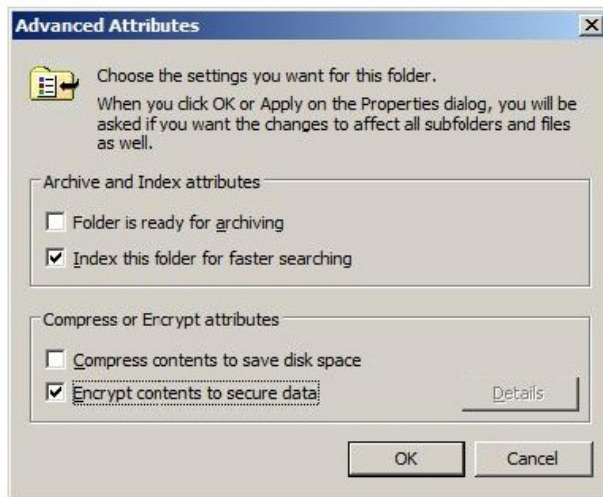 Advanced Attributes
Choose the settings you want for this folder.
When you click OK or Apply on the Properties dialog, you will be
asked if you want the changes to affect all subfolders and files
as well.
Archive and Index attributes
Folder is ready for archiving
Index this folder for faster searching
Compress or Encrypt attributes
Compress contents to save disk space
Encrypt contents to secure data
Details
OK
Cancel